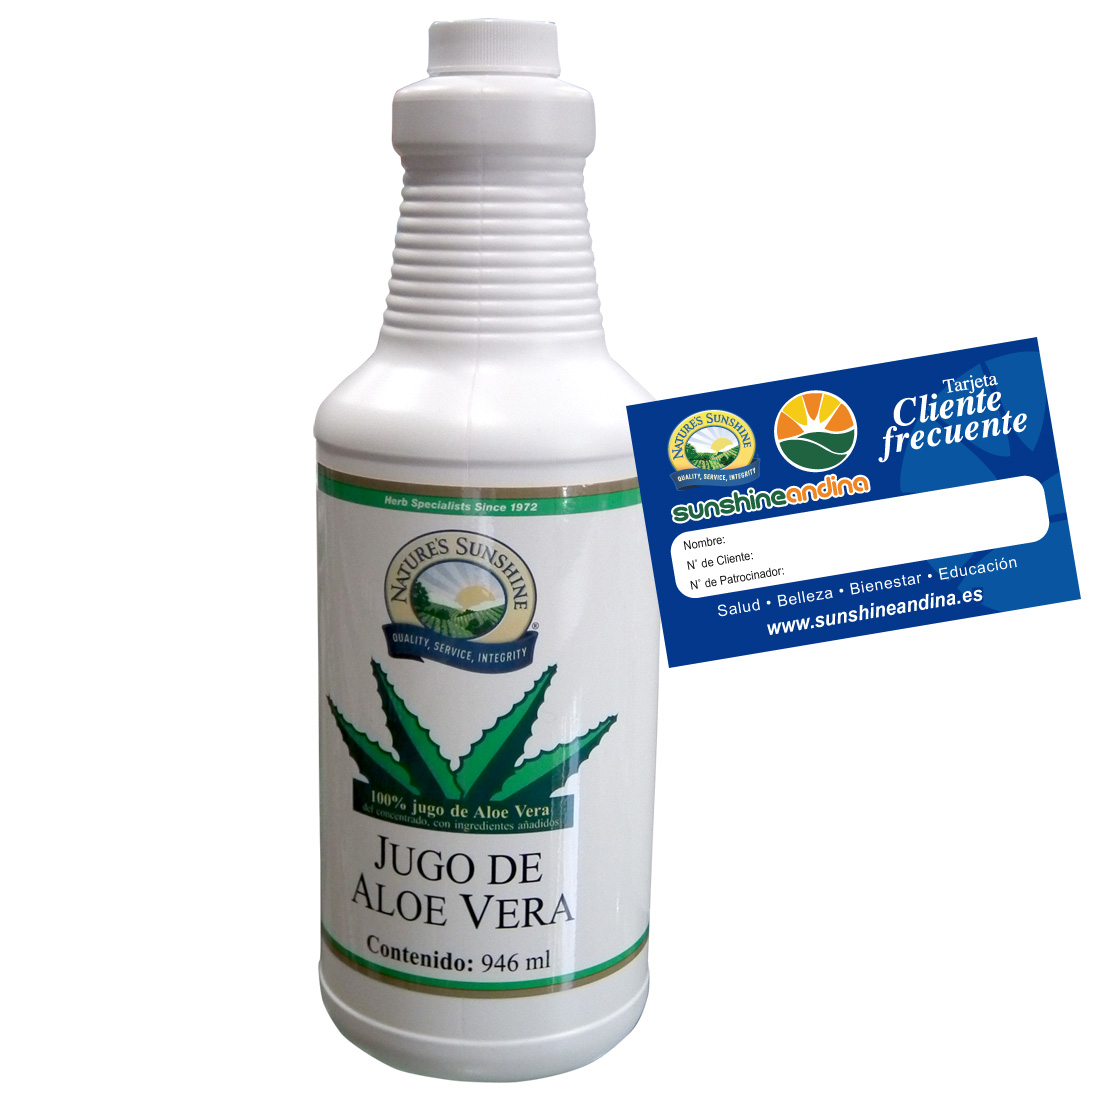 Herb Specialists Since 1972
NATURE'S SUNSHINE
®
QUALITY, SERVICE, INTEGRITY
100% jugo de Aloe Vera
del concentrado, con ingredientes añadidos
JUGO DE
ALOE VERA
Contenido: 946 ml
NATURE'S SUNSHINE
QUALITY, SERVICE, INTEGRITY
sunshineandina
Tarjeta
Cliente
frecuente
Nombre:
N° de Cliente:
N° de Patrocinador:
Salud • Belleza • Bienestar • Educación
www.sunshineandina.es